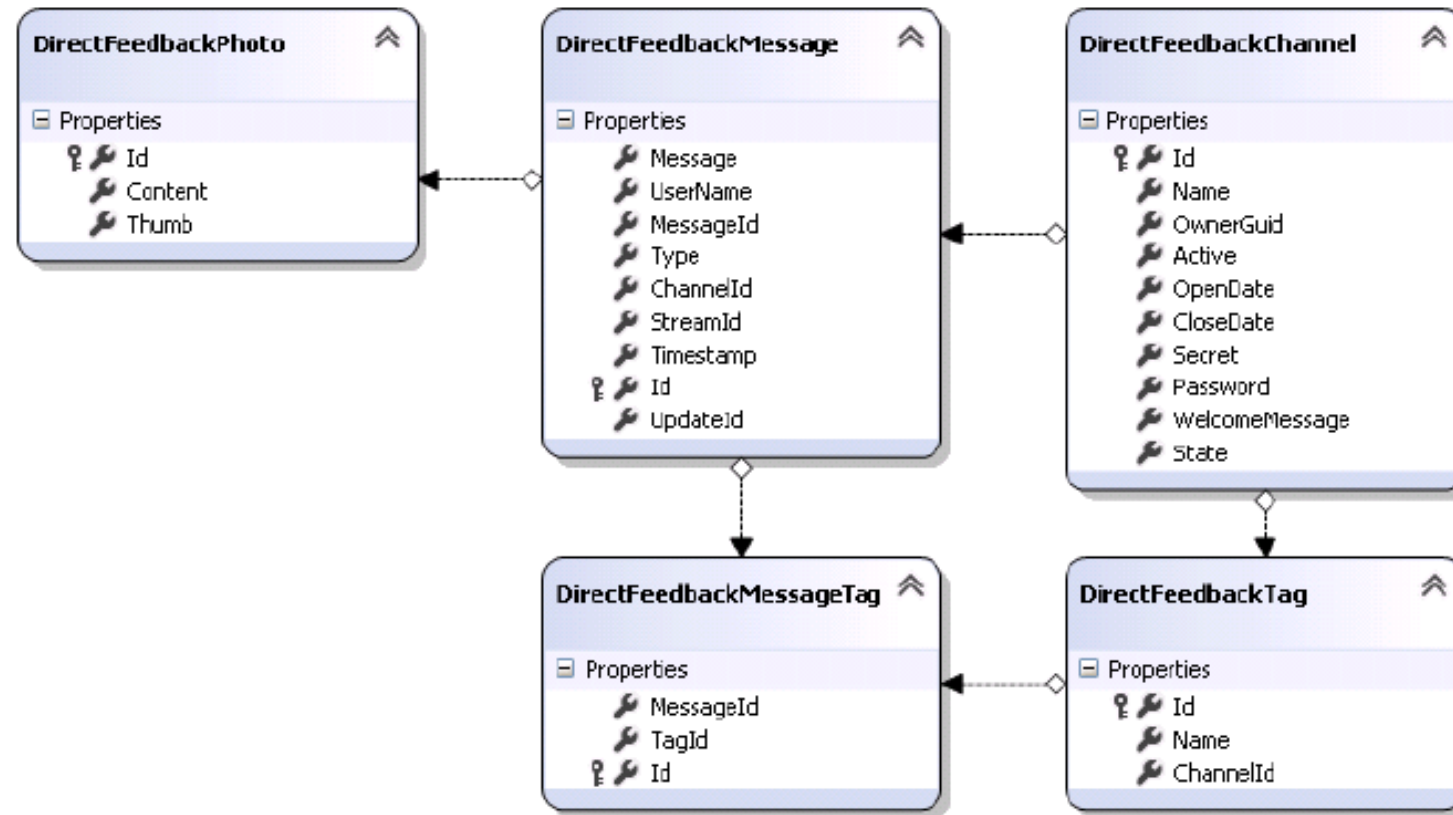 DirectFeedbackPhoto
Properties
Id
Content
Thumb
DirectFeedbackMessage
Properties
Message
UserName
MessageId
Type
ChannelId
StreamId
Timestamp
Id
UpdateId
DirectFeedbackChannel
Properties
Id
Name
OwnerGuid
Active
OpenDate
CloseDate
Secret
Password
WelcomeMessage
State
DirectFeedbackMessageTag
Properties
MessageId
TagId
Id
DirectFeedbackTag
Properties
Id
Name
ChannelId